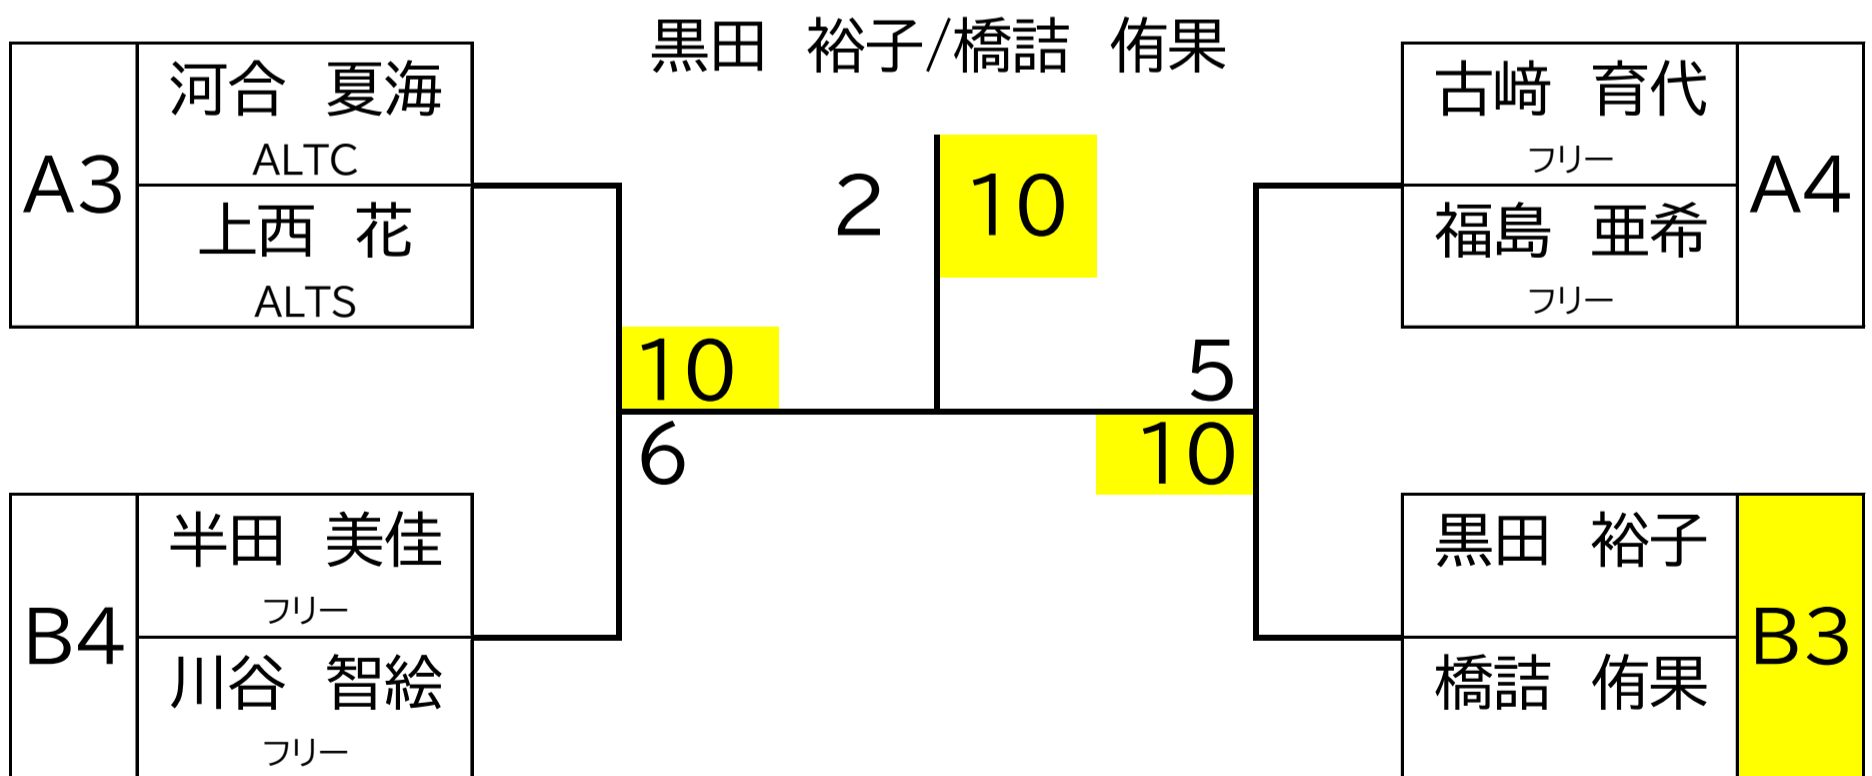 黒田　裕子/橋詰　侑果
A3
河合　夏海
ALTC
上西　花
ALTS
B4
半田　美佳
フリー
川谷　智絵
フリー
10
6
2
10
5
10
古﨑　育代
フリー
福島　亜希
フリー
A4
黒田　裕子
橋詰　侑果
B3